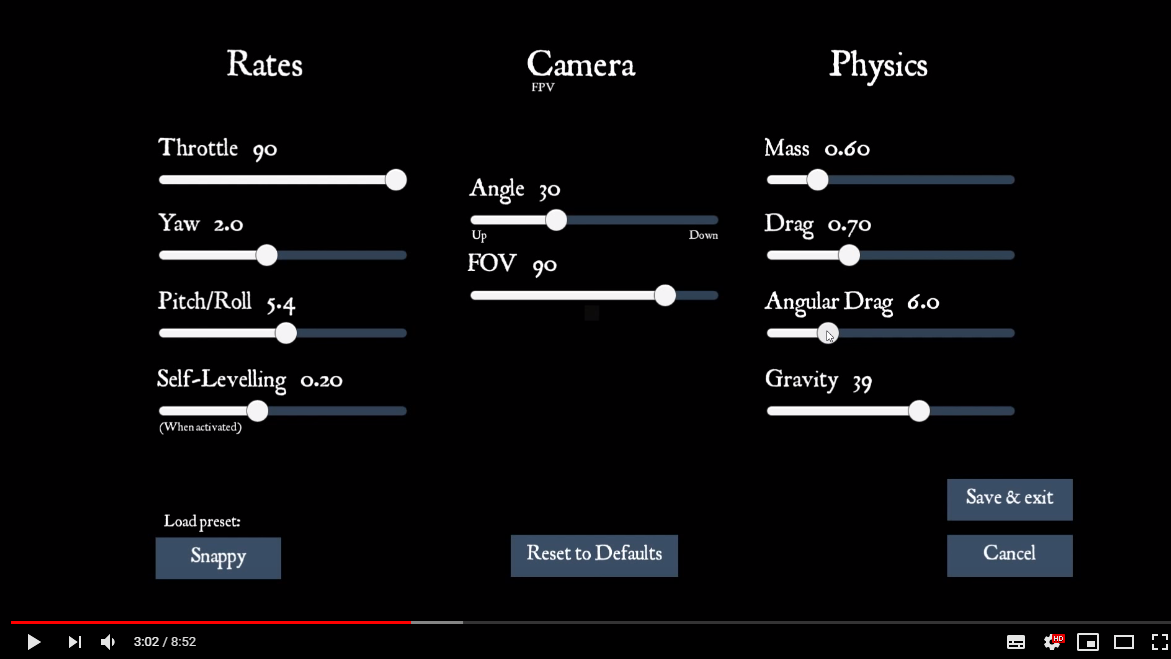 Rates
Throttle 90
Yaw 2.0
Pitch/Roll 5.4
Self-Levelling 0.20
(When activated)
Load preset:
Snappy
Camera
FPV
Angle 30
Up Down
FOV 90
Reset to Defaults
Physics
Mass 0.60
Drag 0.70
Angular Drag 6.0
Gravity 39
Save & exit
Cancel
3:02 / 8:52
HD